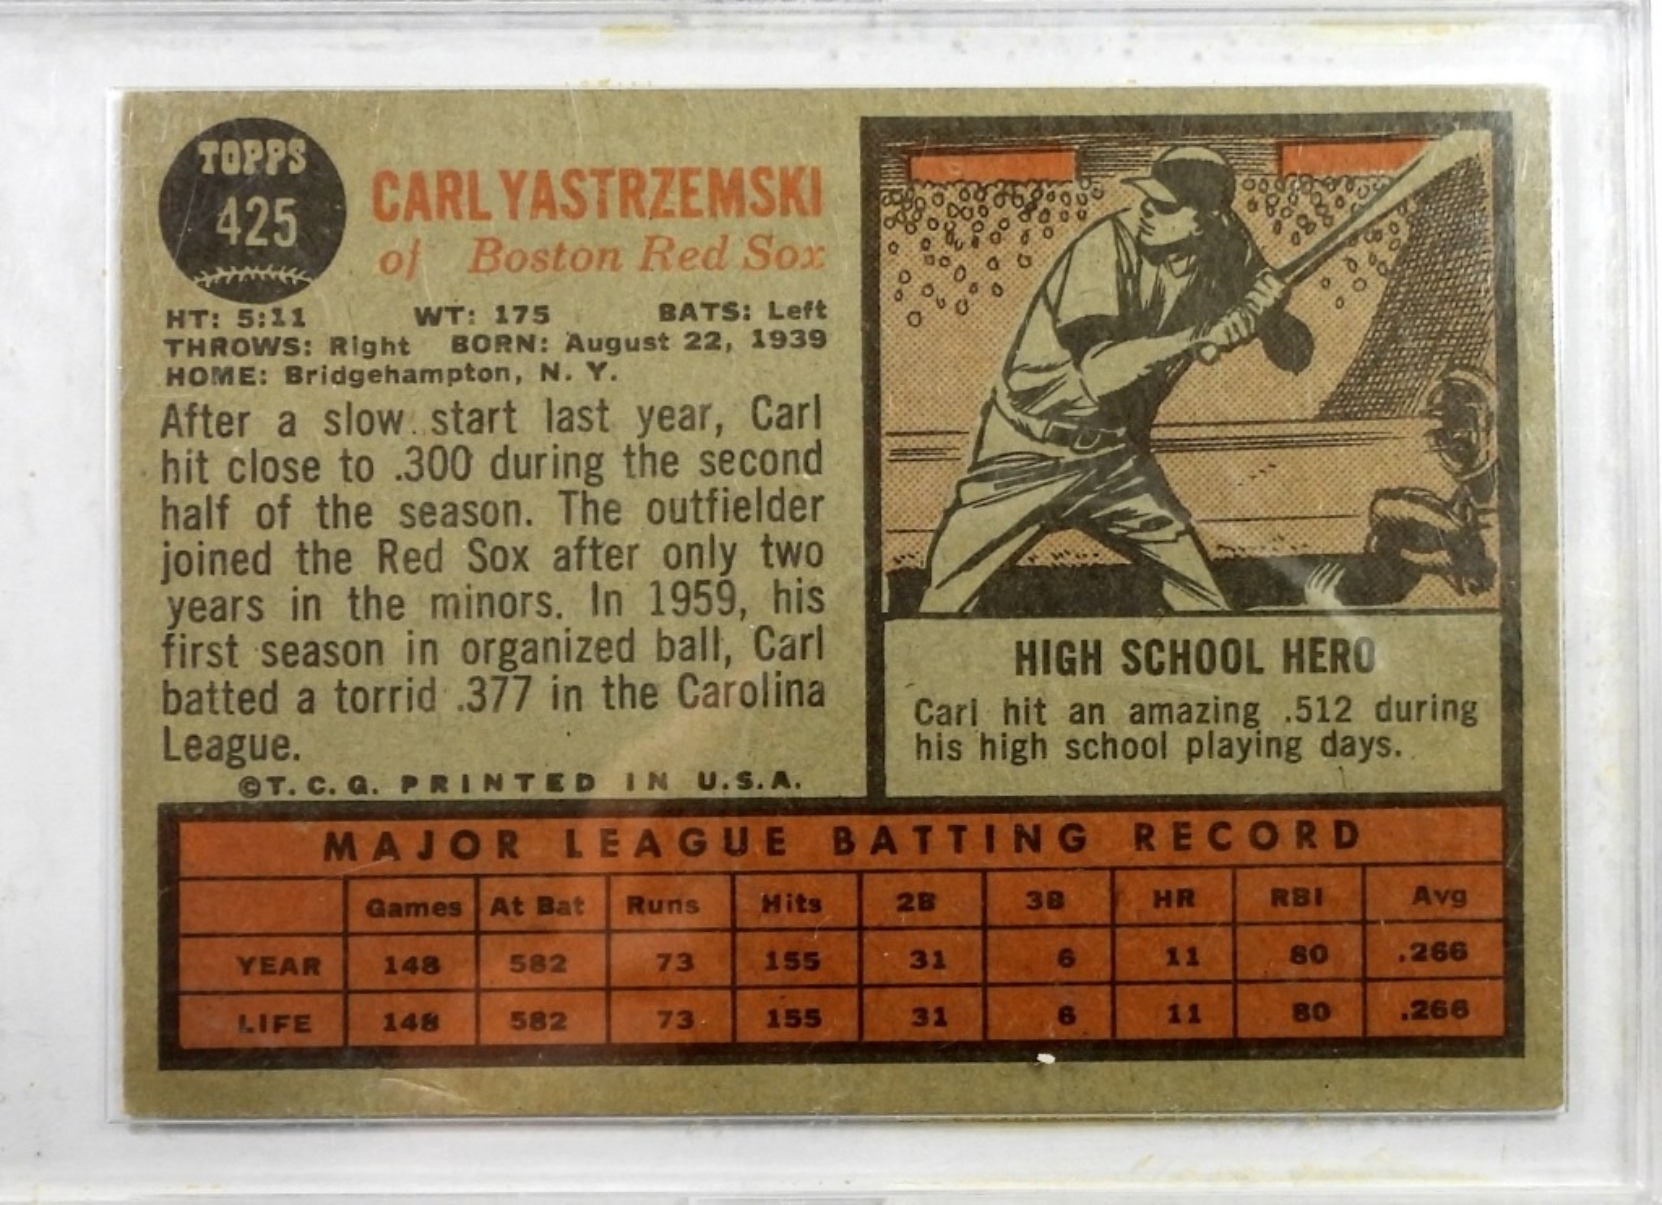 TOPPS
425
CARL YASTRZEMSKI
of Boston Red Sox
HT: 5:11 WT: 175 BATS: Left
THROWS: Right BORN: August 22, 1939
HOME: Bridgehampton, N. Y.
After a slow start last year, Carl
hit close to .300 during the second
half of the season. The outfielder
joined the Red Sox after only two
years in the minors. In 1959, his
first season in organized ball, Carl
batted a torrid .377 in the Carolina
League.
©T. C. G. PRINTED IN U.S.A.
HIGH SCHOOL HERO
Carl hit an amazing .512 during
his high school playing days.
MAJOR LEAGUE BATTING RECORD
Games At Bat Runs Hits 2B 3B HR RBI Avg
YEAR 148 582 73 155 31 6 11 80 .266
LIFE 148 582 73 155 31 6 11 80 .266